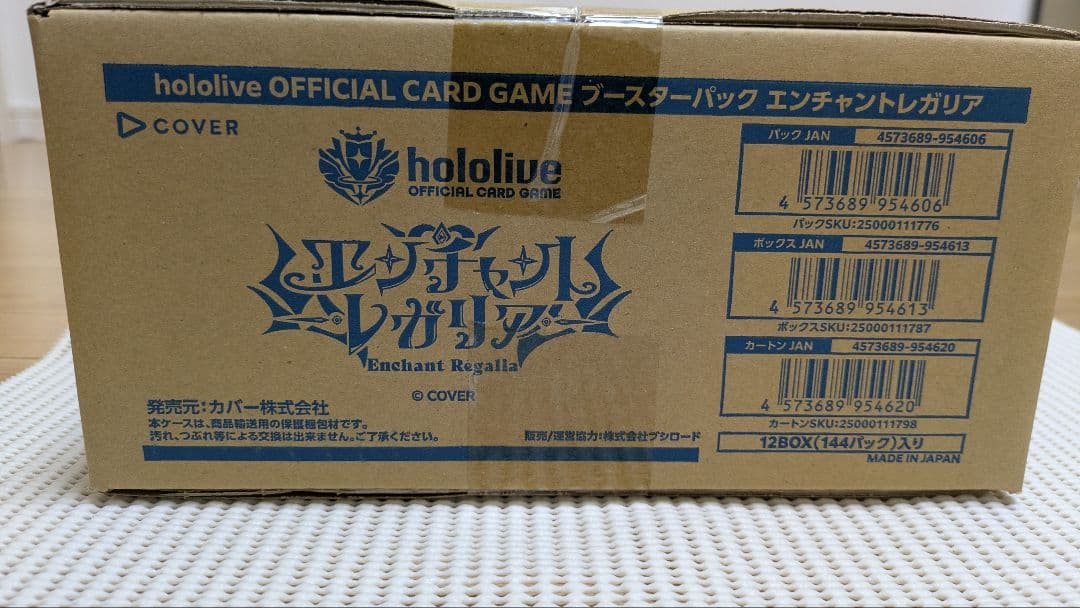 hololive OFFICIAL CARD GAME ブースターパック エンチャントレガリア
COVER
hololive
OFFICIAL CARD GAME
エンチャント
レガリア
Enchant Regalia
© COVER
発売元:カバー株式会社
本ケースは、商品輸送用の保護梱包材です。
汚れ、つぶれ等による交換は出来ません。ご了承ください。
販売/運営協力:株式会社ブシロード
パック JAN 4573689-954606
4 573689 954606
パックSKU:25000111776
ボックス JAN 4573689-954613
4 573689 954613
ボックスSKU:25000111787
カートン JAN 4573689-954620
4 573689 954620
カートンSKU:25000111798
12BOX(144パック)入り
MADE IN JAPAN